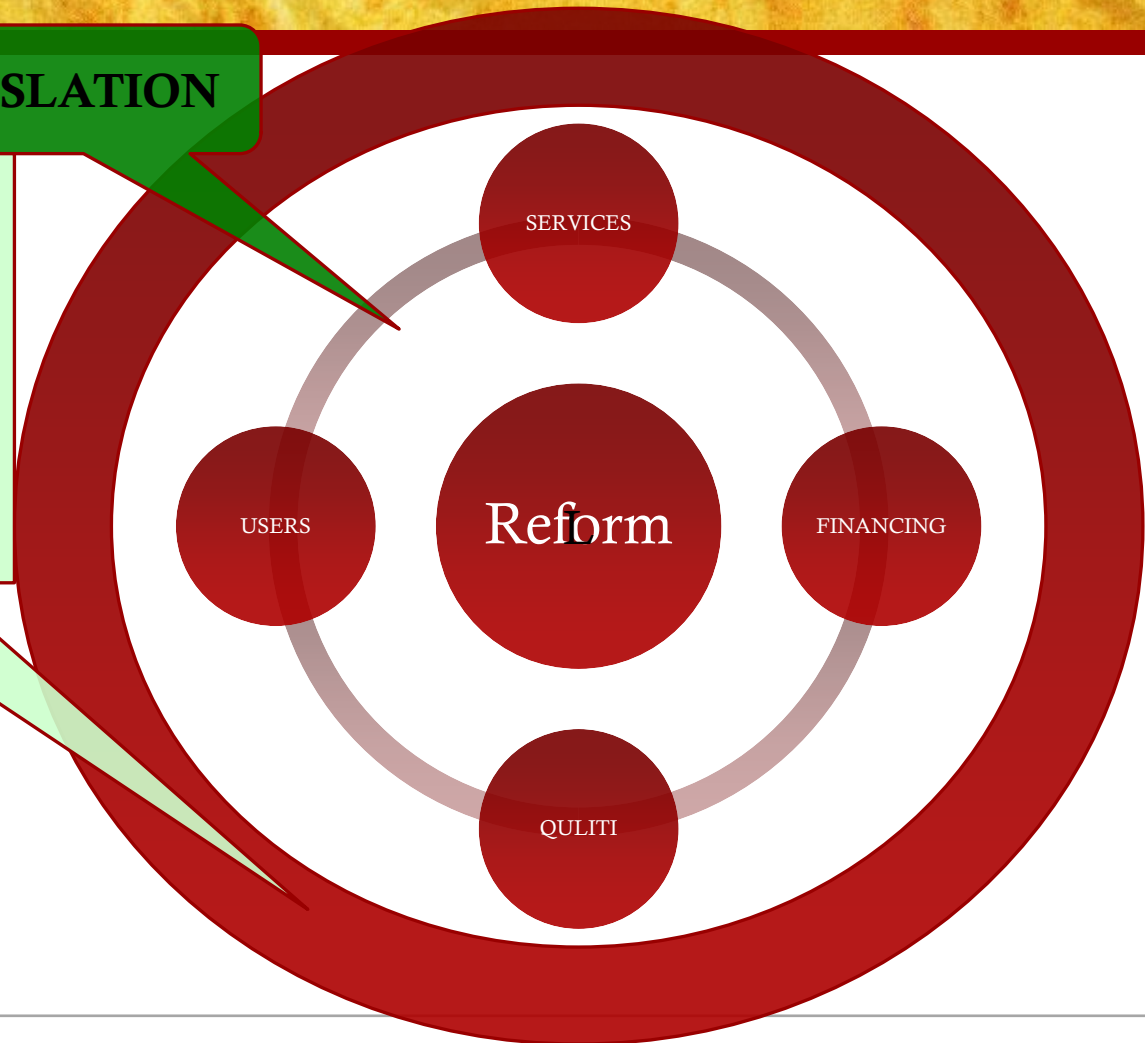 SLATION
SERVICES
USERS
Reform
L
FINANCING
QULITI